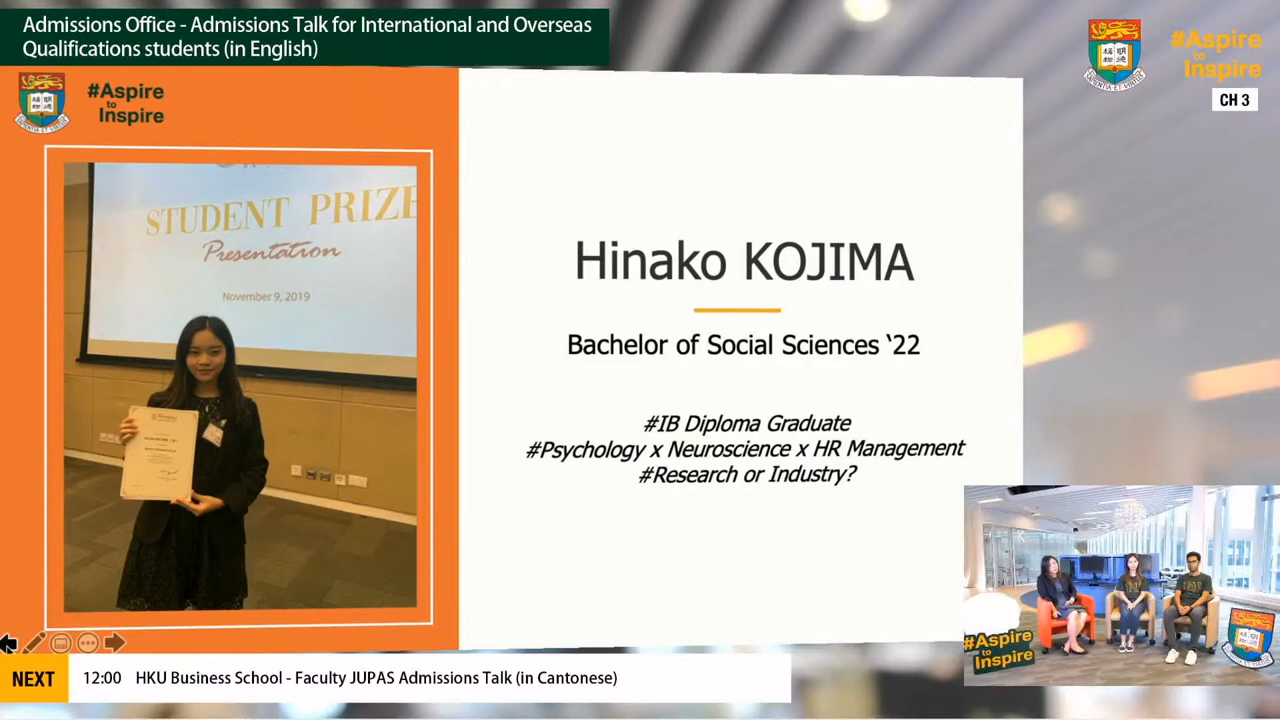 Admissions Office - Admissions Talk for International and Overseas
Qualifications students (in English)
#Aspire
to
Inspire
#Aspire
to
Inspire
CH 3
STUDENT PRIZE
Presentation
November 9, 2019
Hinako KOJIMA
Bachelor of Social Sciences ‘22
#IB Diploma Graduate
#Psychology x Neuroscience x HR Management
#Research or Industry?
#Aspire
to
Inspire
NEXT
12:00 HKU Business School - Faculty JUPAS Admissions Talk (in Cantonese)